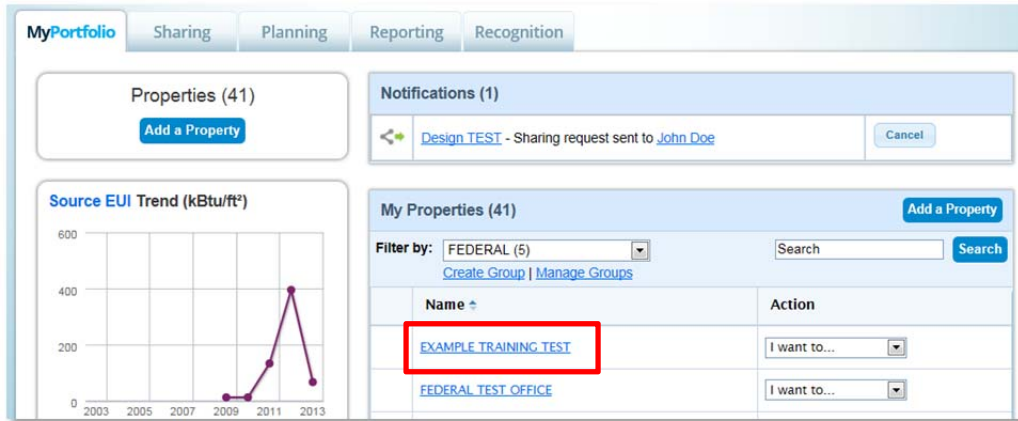 MyPortfolio Sharing Planning Reporting Recognition
Properties (41)
Add a Property
Notifications (1)
Design TEST - Sharing request sent to John Doe Cancel
Source EUI Trend (kBtu/ft²)
600
400
200
0
2003 2005 2007 2009 2011 2013
My Properties (41) Add a Property
Filter by: FEDERAL (5) Search Search
Create Group | Manage Groups
Name Action
EXAMPLE TRAINING TEST I want to...
FEDERAL TEST OFFICE I want to...